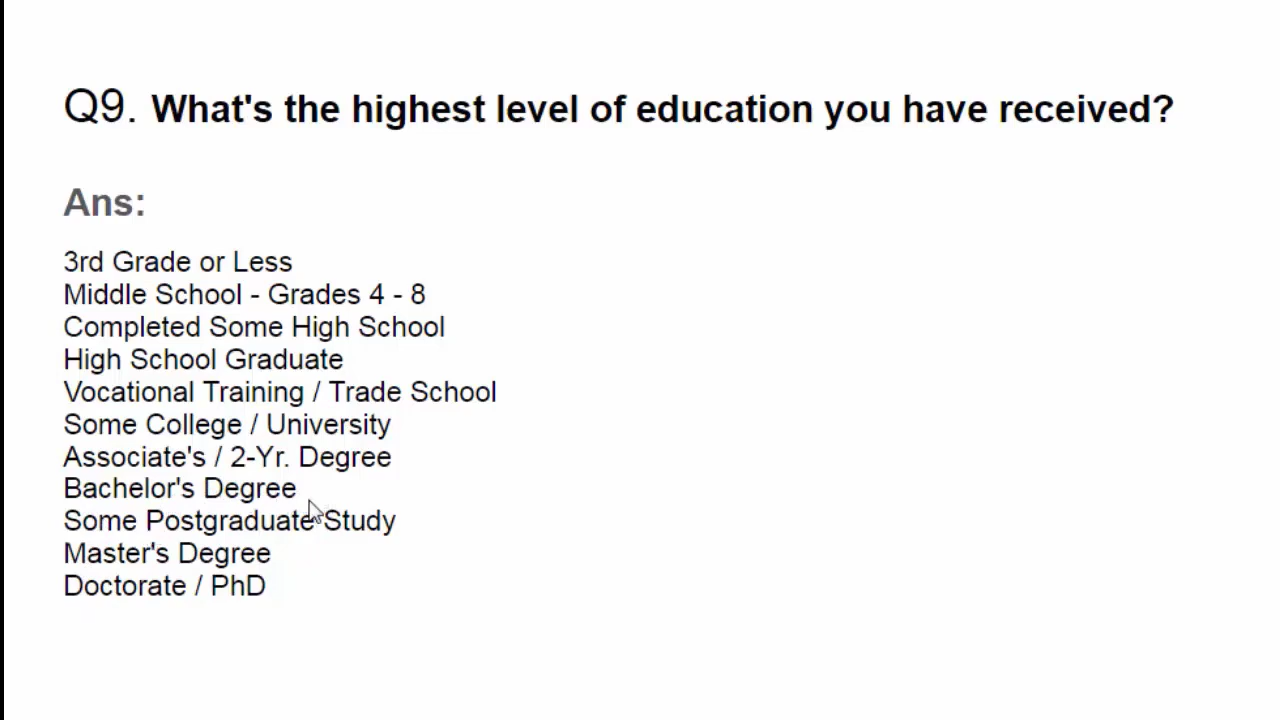 Q9. What's the highest level of education you have received?
Ans:
3rd Grade or Less
Middle School - Grades 4 - 8
Completed Some High School
High School Graduate
Vocational Training / Trade School
Some College / University
Associate's / 2-Yr. Degree
Bachelor's Degree
Some Postgraduate Study
Master's Degree
Doctorate / PhD